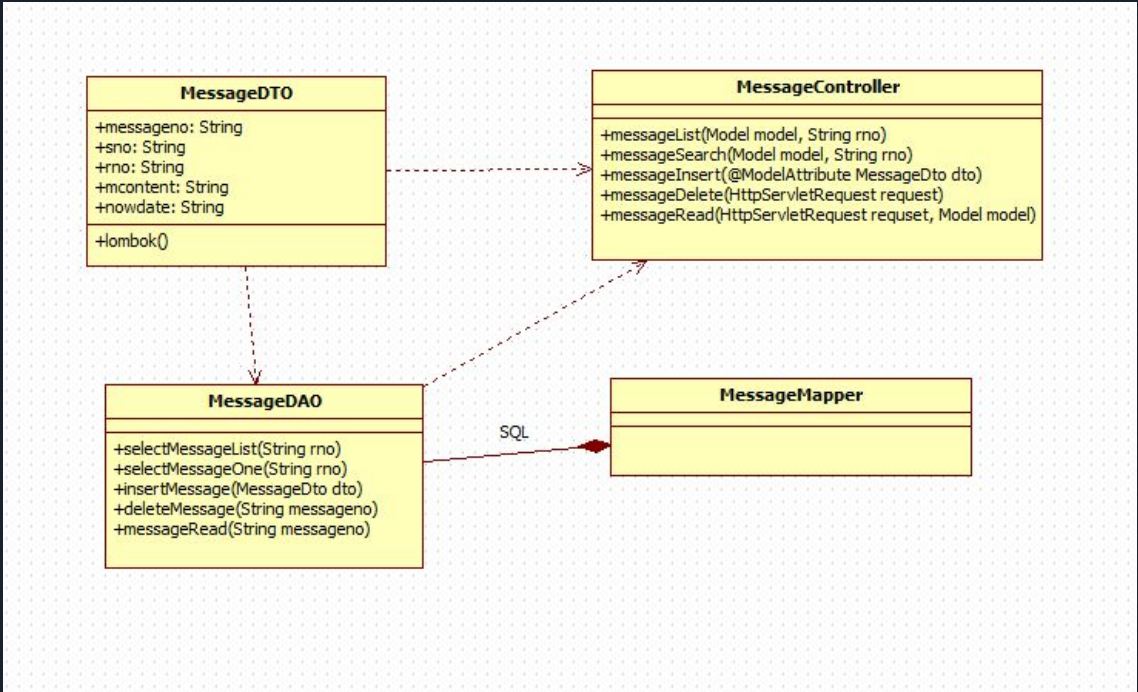 MessageDTO
+messageno: String
+sno: String
+rno: String
+mcontent: String
+nowdate: String
+lombok()
MessageController
+messageList(Model model, String rno)
+messageSearch(Model model, String rno)
+messageInsert(@ModelAttribute MessageDto dto)
+messageDelete(HttpServletRequest request)
+messageRead(HttpServletRequest requset, Model model)
MessageDAO
+selectMessageList(String rno)
+selectMessageOne(String rno)
+insertMessage(MessageDto dto)
+deleteMessage(String messageno)
+messageRead(String messageno)
SQL
MessageMapper